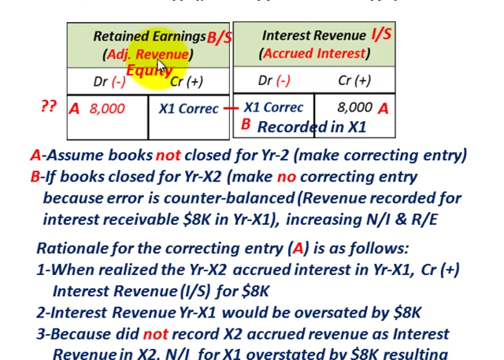 Retained Earnings B/S
(Adj. Revenue)
Equity
Dr (-) Cr (+)
Interest Revenue I/S
(Accrued Interest)
Dr (-) Cr (+)
?? A 8,000 X1 Correc — X1 Correc 8,000 A
B Recorded in X1
A-Assume books not closed for Yr-2 (make correcting entry)
B-If books closed for Yr-X2 (make no correcting entry
because error is counter-balanced (Revenue recorded for
interest receivable $8K in Yr-X1), increasing N/I & R/E
Rationale for the correcting entry (A) is as follows:
1-When realized the Yr-X2 accrued interest in Yr-X1, Cr (+)
Interest Revenue (I/S) for $8K
2-Interest Revenue Yr-X1 would be oversated by $8K
3-Because did not record X2 accrued revenue as Interest
Revenue in X2, N/I for X1 overstated by $8K resulting